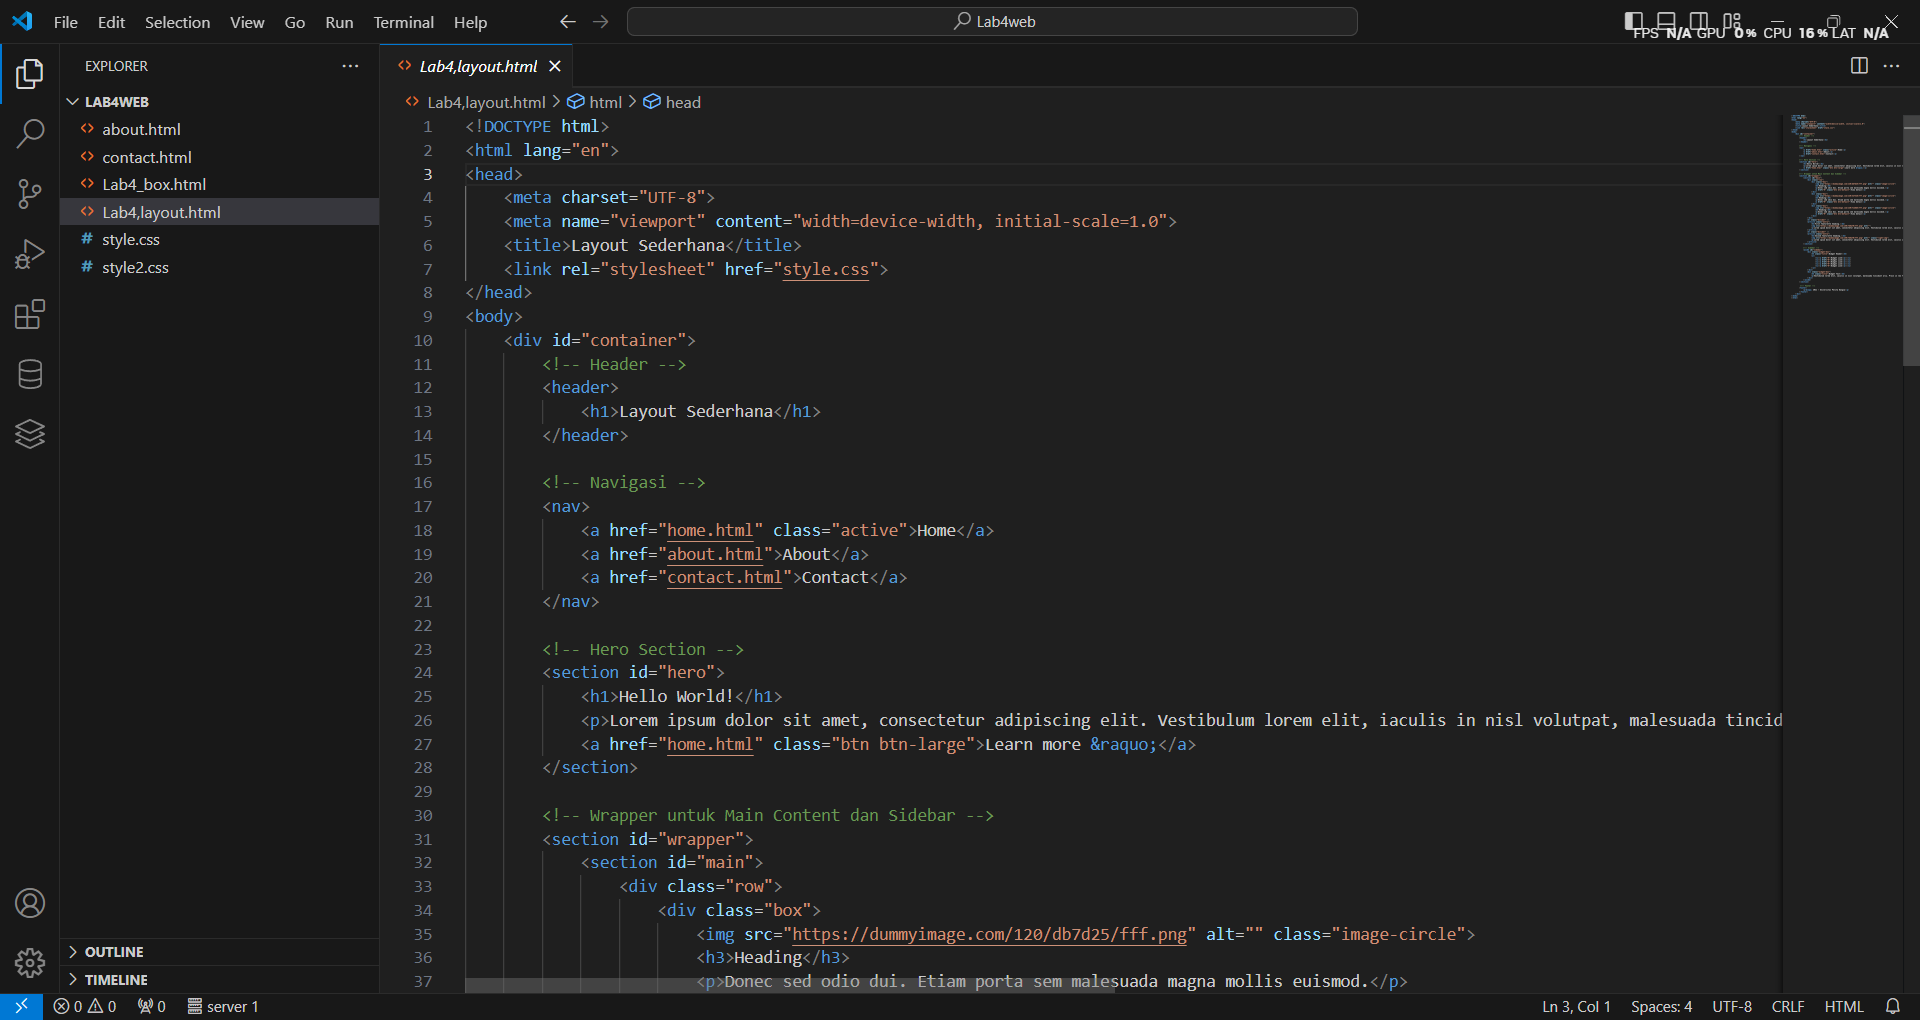 File Edit Selection View Go Run Terminal Help
Lab4web
FPS N/A GPU 0% CPU 16% LAT N/A
EXPLORER
LAB4WEB
about.html
contact.html
Lab4_box.html
Lab4,layout.html
# style.css
# style2.css
OUTLINE
TIMELINE
Lab4,layout.html
Lab4,layout.html > html > head
1 <!DOCTYPE html>
2 <html lang="en">
3 <head>
4 <meta charset="UTF-8">
5 <meta name="viewport" content="width=device-width, initial-scale=1.0">
6 <title>Layout Sederhana</title>
7 <link rel="stylesheet" href="style.css">
8 </head>
9 <body>
10 <div id="container">
11 <!-- Header -->
12 <header>
13 <h1>Layout Sederhana</h1>
14 </header>
15
16 <!-- Navigasi -->
17 <nav>
18 <a href="home.html" class="active">Home</a>
19 <a href="about.html">About</a>
20 <a href="contact.html">Contact</a>
21 </nav>
22
23 <!-- Hero Section -->
24 <section id="hero">
25 <h1>Hello World!</h1>
26 <p>Lorem ipsum dolor sit amet, consectetur adipiscing elit. Vestibulum lorem elit, iaculis in nisl volutpat, malesuada tincid
27 <a href="home.html" class="btn btn-large">Learn more &raquo;</a>
28 </section>
29
30 <!-- Wrapper untuk Main Content dan Sidebar -->
31 <section id="wrapper">
32 <section id="main">
33 <div class="row">
34 <div class="box">
35 <img src="https://dummyimage.com/120/db7d25/fff.png" alt="" class="image-circle">
36 <h3>Heading</h3>
37 <p>Donec sed odio dui. Etiam porta sem malesuada magna mollis euismod.</p>
0 0 0 server 1
Ln 3, Col 1 Spaces: 4 UTF-8 CRLF HTML